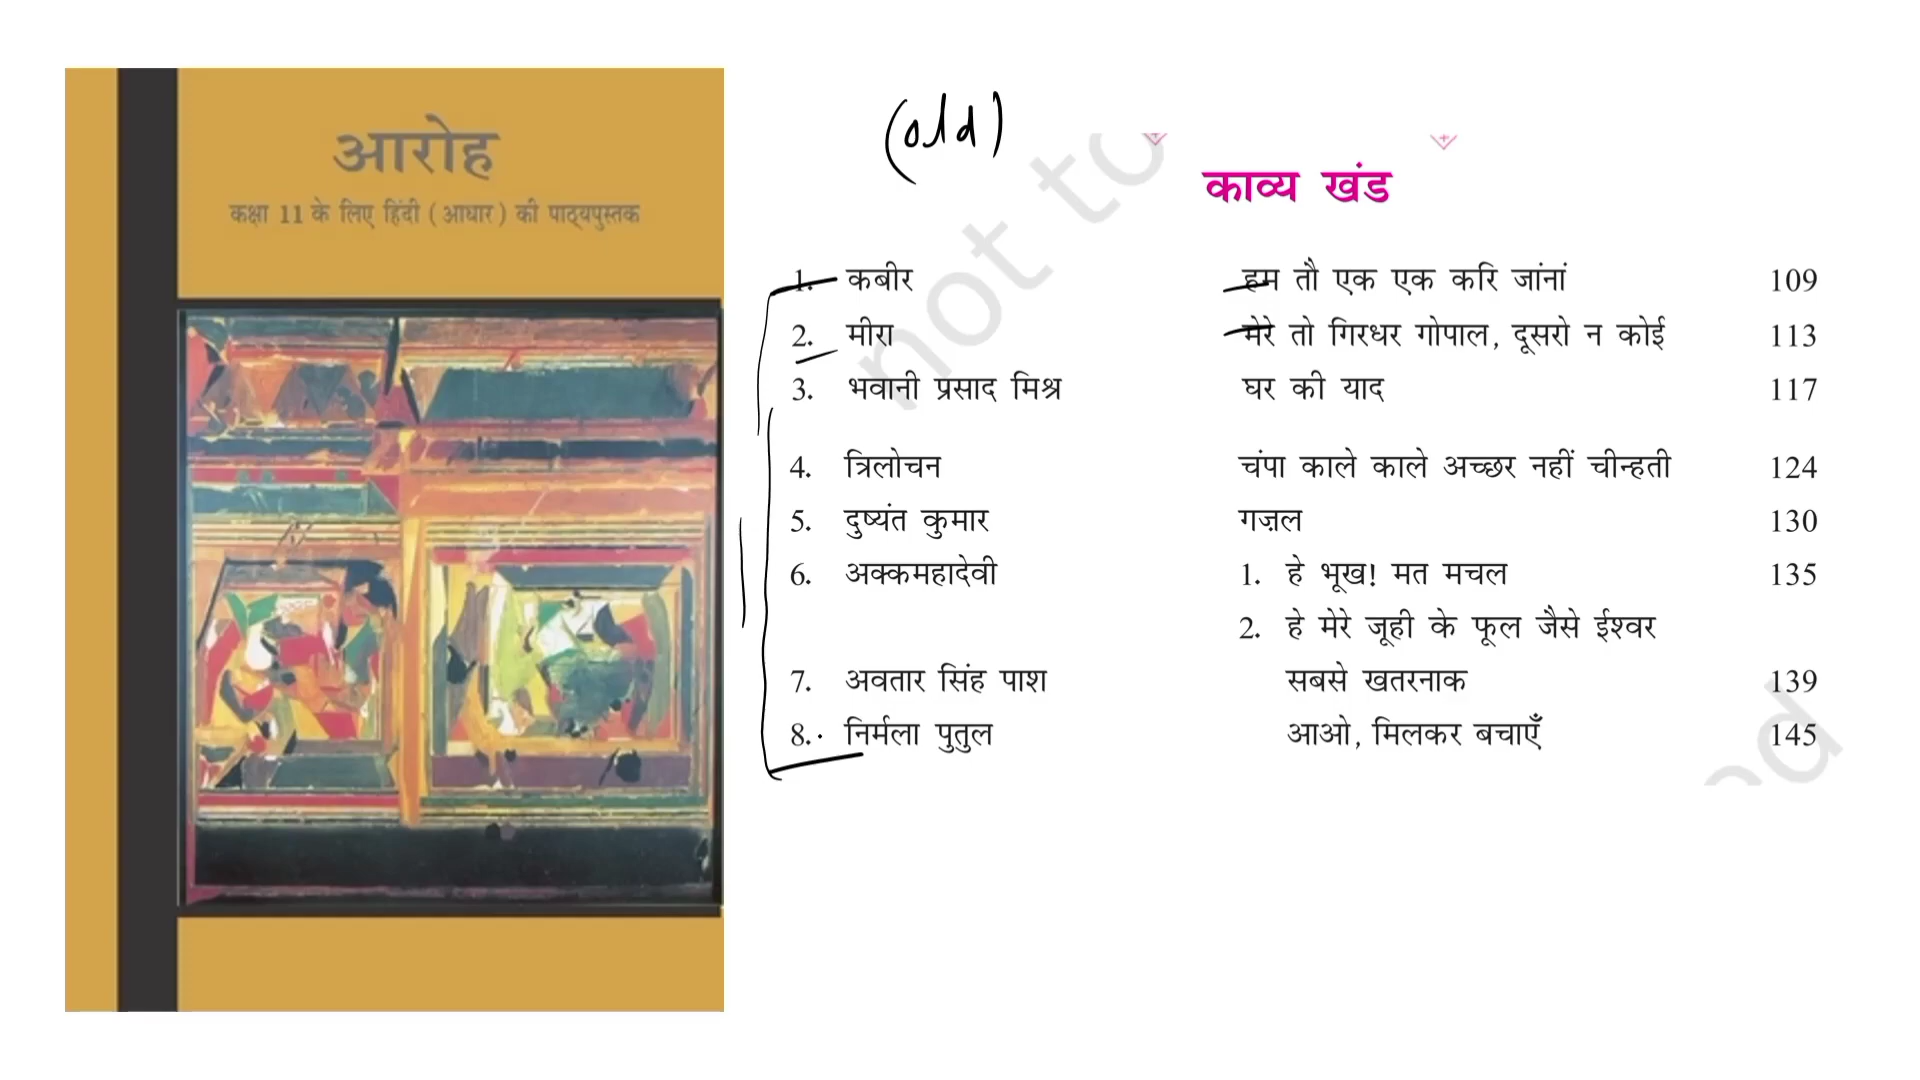 आरोह
कक्षा 11 के लिए हिंदी (आधार) की पाठ्यपुस्तक
(old)
not to
काव्य खंड
1. कबीर हम तौ एक एक करि जांनां 109
2. मीरा मेरे तो गिरधर गोपाल, दूसरो न कोई 113
3. भवानी प्रसाद मिश्र घर की याद 117
4. त्रिलोचन चंपा काले काले अच्छर नहीं चीन्हती 124
5. दुष्यंत कुमार गज़ल 130
6. अक्कमहादेवी 1. हे भूख! मत मचल 135
2. हे मेरे जूही के फूल जैसे ईश्वर
7. अवतार सिंह पाश सबसे खतरनाक 139
8. निर्मला पुतुल आओ, मिलकर बचाएँ 145